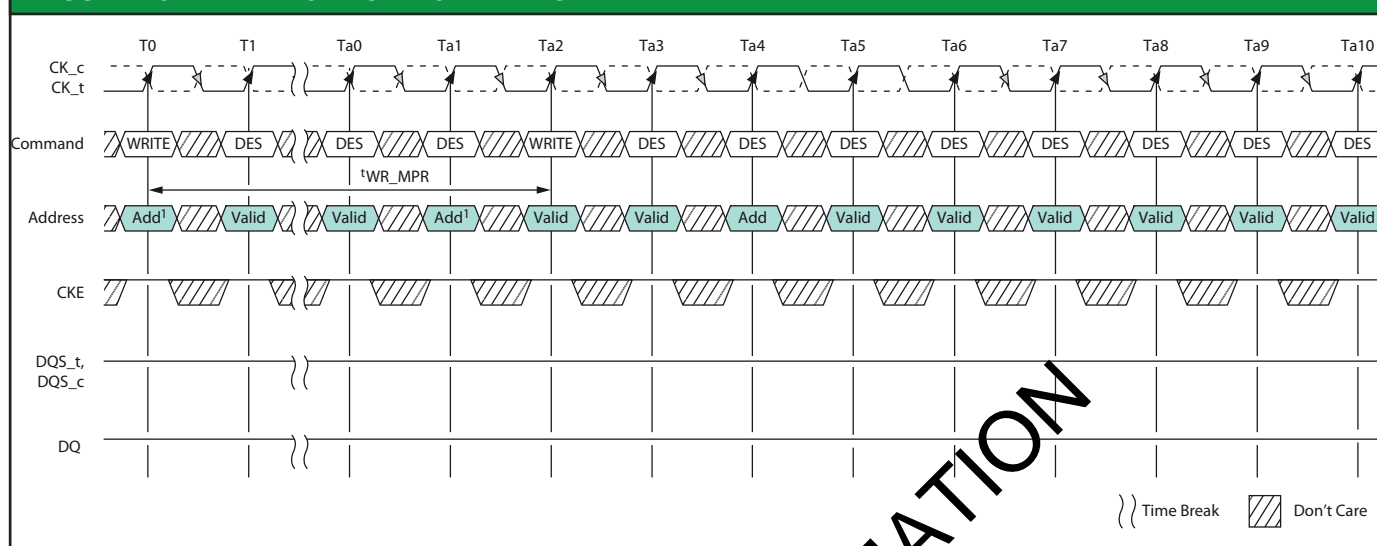 T0 T1 Ta0 Ta1 Ta2 Ta3 Ta4 Ta5 Ta6 Ta7 Ta8 Ta9 Ta10
CK_c
CK_t
Command WRITE DES DES DES WRITE DES DES DES DES DES DES DES DES
tWR_MPR
Address Add1 Valid Valid Add1 Valid Valid Add Valid Valid Valid Valid Valid Valid
CKE
DQS_t,
DQS_c
DQ
Time Break Don't Care